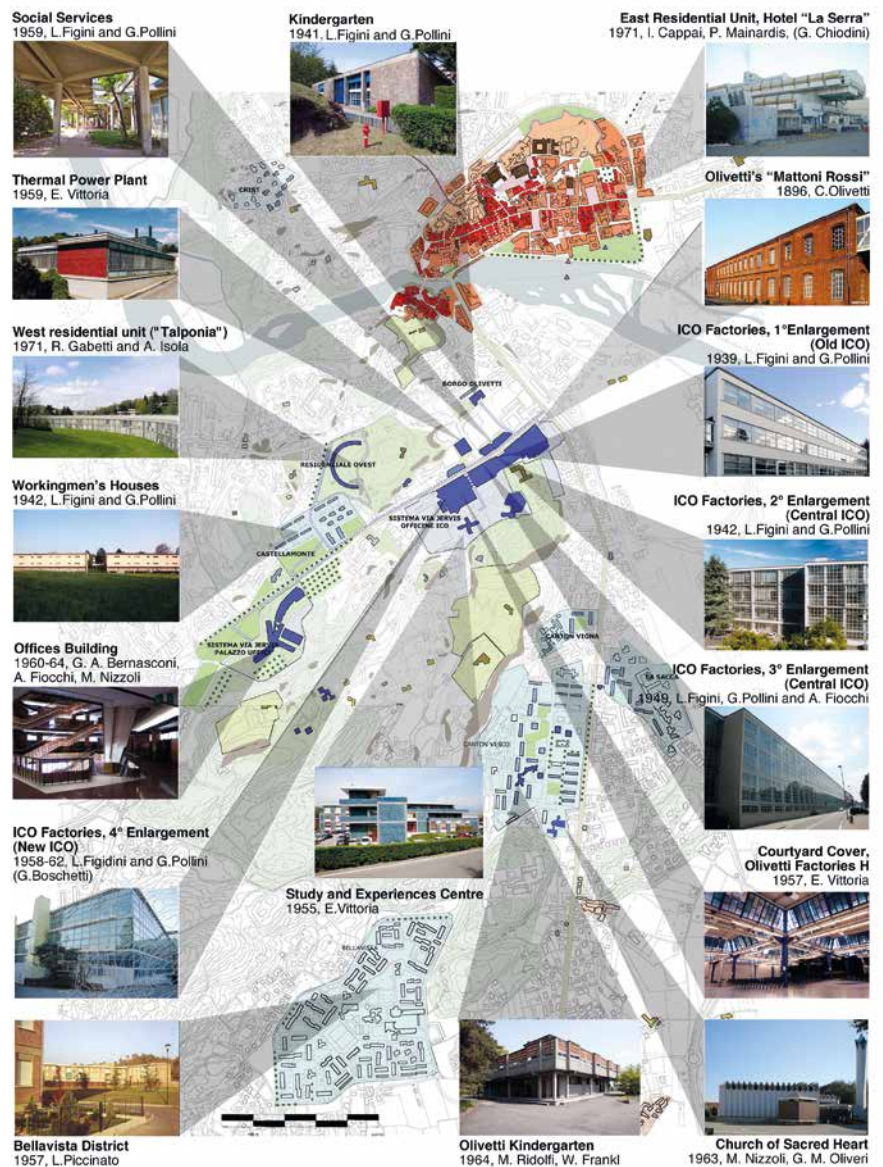 Social Services
1959, L.Figini and G.Pollini
Kindergarten
1941, L.Figini and G.Pollini
East Residential Unit, Hotel “La Serra”
1971, I. Cappai, P. Mainardis, (G. Chiodini)
Thermal Power Plant
1959, E. Vittoria
Olivetti's “Mattoni Rossi”
1896, C.Olivetti
CRIST
West residential unit ("Talponia")
1971, R. Gabetti and A. Isola
ICO Factories, 1°Enlargement
(Old ICO)
1939, L.Figini and G.Pollini
BORGO OLIVETTI
RESIDENZIALE OVEST
Workingmen's Houses
1942, L.Figini and G.Pollini
ICO Factories, 2° Enlargement
(Central ICO)
1942, L.Figini and G.Pollini
SISTEMA VIA JERVIS
OFFICINE ICO
CASTELLAMONTE
Offices Building
1960-64, G. A. Bernasconi,
A. Fiocchi, M. Nizzoli
SISTEMA VIA JERVIS
PALAZZO UFFICI
CANTON VIGNA
LA SACCA
ICO Factories, 3° Enlargement
(Central ICO)
1949, L.Figini, G.Pollini and A. Fiocchi
CANTON VESCO
ICO Factories, 4° Enlargement
(New ICO)
1958-62, L.Figidini and G.Pollini
(G.Boschetti)
Study and Experiences Centre
1955, E.Vittoria
Courtyard Cover,
Olivetti Factories H
1957, E. Vittoria
BELLAVISTA
Bellavista District
1957, L.Piccinato
Olivetti Kindergarten
1964, M. Ridolfi, W. Frankl
Church of Sacred Heart
1963, M. Nizzoli, G. M. Oliveri